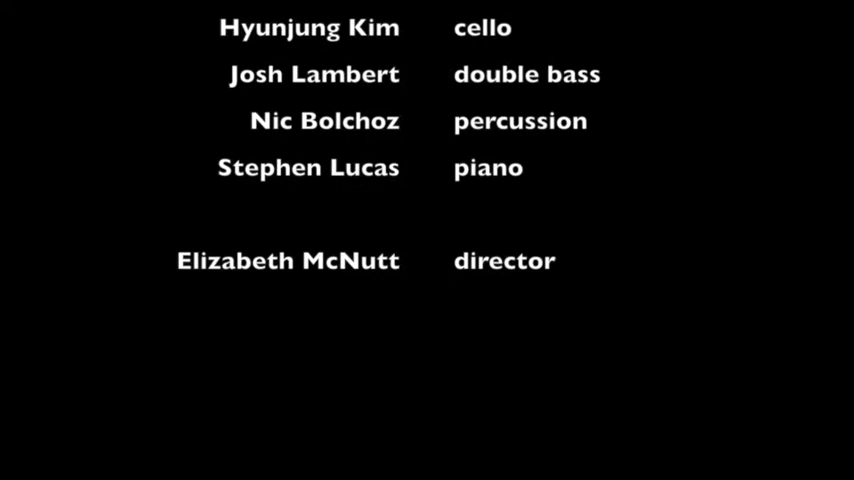 Hyunjung Kim cello
Josh Lambert double bass
Nic Bolchoz percussion
Stephen Lucas piano
Elizabeth McNutt director